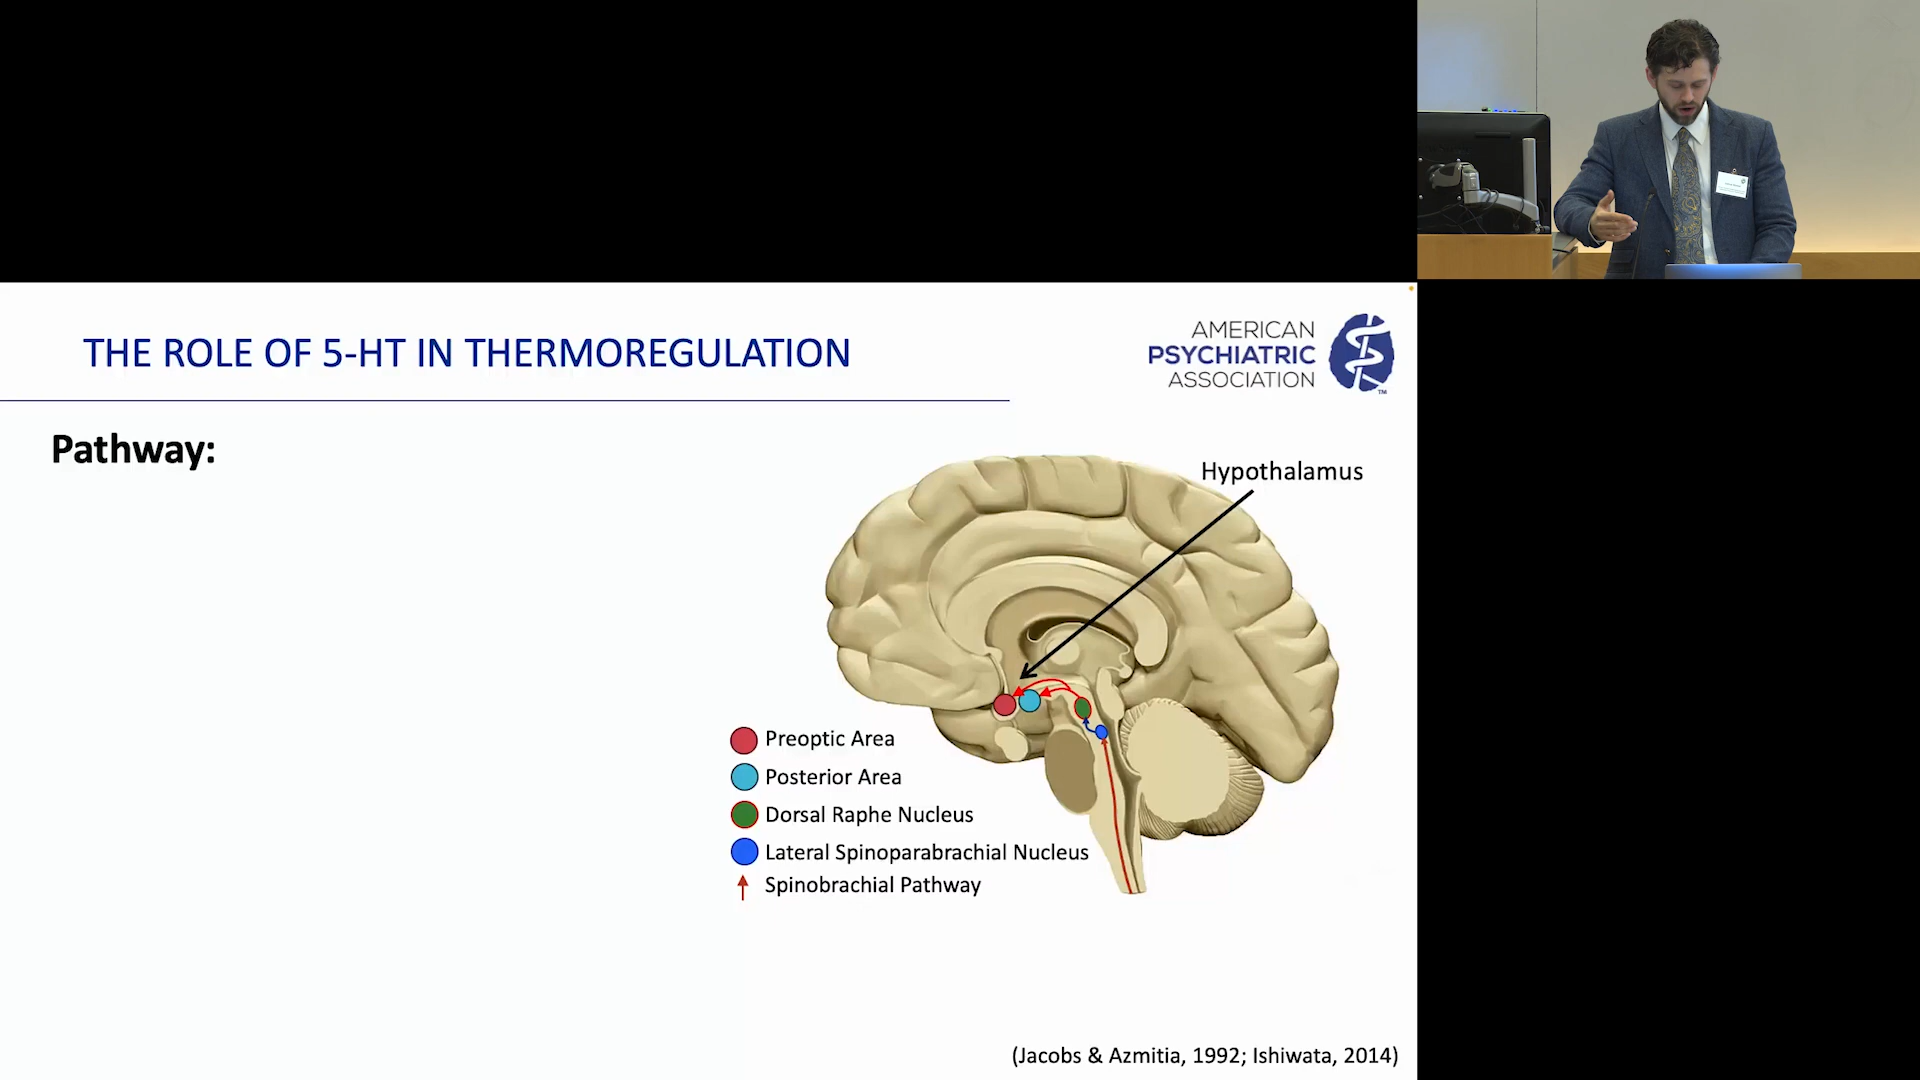 THE ROLE OF 5-HT IN THERMOREGULATION
AMERICAN
PSYCHIATRIC
ASSOCIATION
TM
Pathway:
Hypothalamus
Preoptic Area
Posterior Area
Dorsal Raphe Nucleus
Lateral Spinoparabrachial Nucleus
Spinobrachial Pathway
(Jacobs & Azmitia, 1992; Ishiwata, 2014)